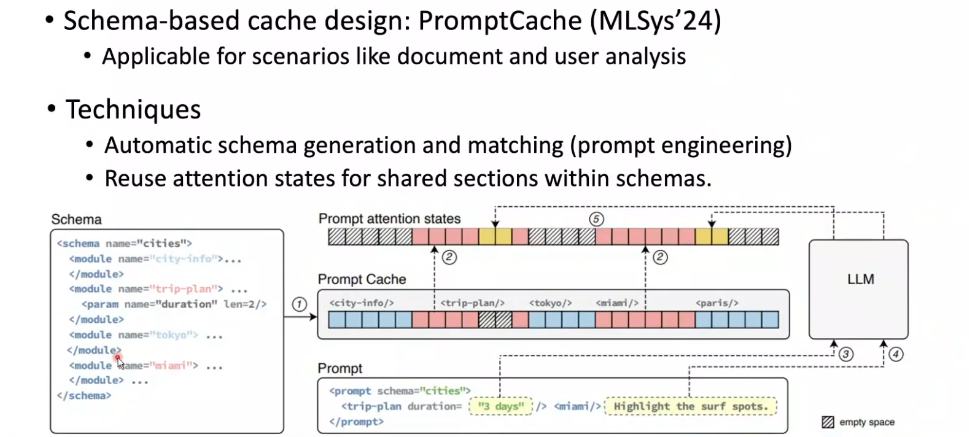 • Schema-based cache design: PromptCache (MLSys'24)
• Applicable for scenarios like document and user analysis
• Techniques
• Automatic schema generation and matching (prompt engineering)
• Reuse attention states for shared sections within schemas.
Schema
<schema name="cities">
<module name="city-info">...
</module>
<module name="trip-plan"> ...
<param name="duration" len=2/>
</module>
<module name="tokyo"> ...
</module>
<module name="miami"> ...
</module> ...
</schema>
①
Prompt attention states
⑤
② ②
Prompt Cache
<city-info/> <trip-plan/> <tokyo/> <miami/> <paris/>
LLM
③ ④
Prompt
<prompt schema="cities">
<trip-plan duration= "3 days" /> <miami/> Highlight the surf spots.
</prompt>
empty space